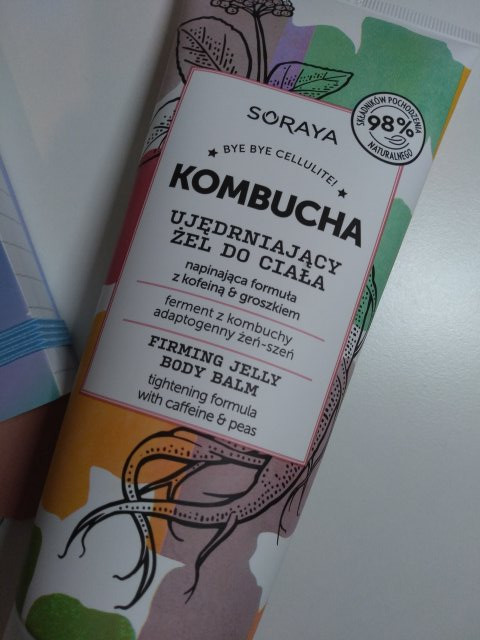 SORAYA
SKŁADNIKÓW POCHODZENIA
98%
NATURALNEGO
★ BYE BYE CELLULITE! ★
KOMBUCHA
UJĘDRNIAJĄCY
ŻEL DO CIAŁA
napinająca formuła
z kofeiną & groszkiem
ferment z kombuchy
adaptogenny żeń-szeń
FIRMING JELLY
BODY BALM
tightening formula
with caffeine & peas